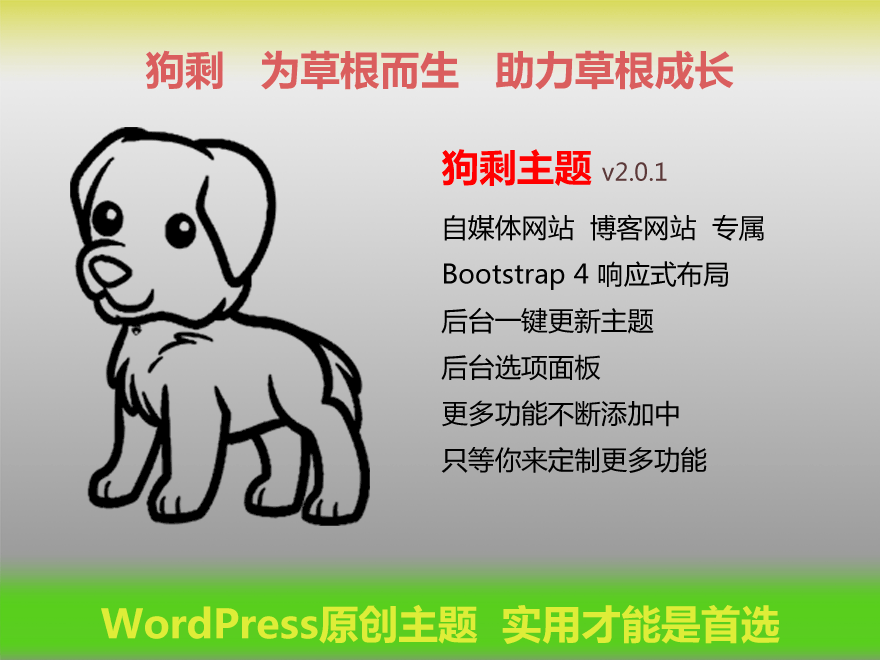 狗剩 为草根而生 助力草根成长
狗剩主题 v2.0.1
自媒体网站 博客网站 专属
Bootstrap 4 响应式布局
后台一键更新主题
后台选项面板
更多功能不断添加中
只等你来定制更多功能
WordPress原创主题 实用才能是首选